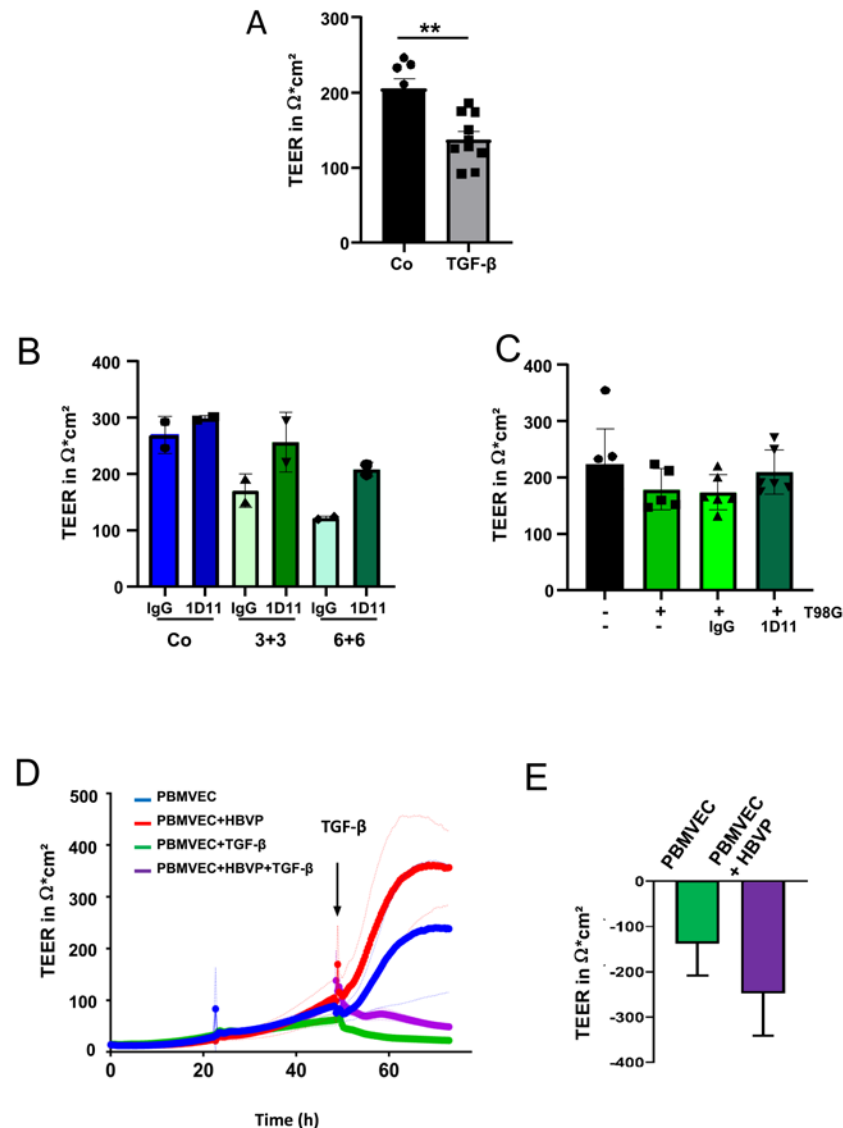 A
**
300
200
100
0
TEER in Ω*cm²
Co TGF-β
B
400
300
200
100
0
TEER in Ω*cm²
IgG 1D11 IgG 1D11 IgG 1D11
Co 3+3 6+6
C
400
300
200
100
0
TEER in Ω*cm²
- + + + T98G
- - IgG 1D11
D
500
400
300
200
100
0
TEER in Ω*cm²
PBMVEC
PBMVEC+HBVP
PBMVEC+TGF-β
PBMVEC+HBVP+TGF-β
TGF-β
0 20 40 60
Time (h)
E
PBMVEC
PBMVEC
+ HBVP
0
-100
-200
-300
-400
TEER in Ω*cm²